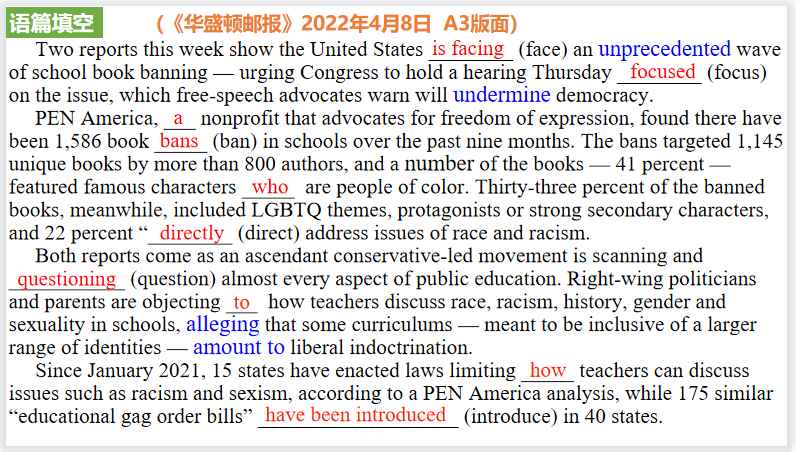 语篇填空 (《华盛顿邮报》2022年4月8日 A3版面)
Two reports this week show the United States is facing (face) an unprecedented wave
of school book banning — urging Congress to hold a hearing Thursday focused (focus)
on the issue, which free-speech advocates warn will undermine democracy.
PEN America, a nonprofit that advocates for freedom of expression, found there have
been 1,586 book bans (ban) in schools over the past nine months. The bans targeted 1,145
unique books by more than 800 authors, and a number of the books — 41 percent —
featured famous characters who are people of color. Thirty-three percent of the banned
books, meanwhile, included LGBTQ themes, protagonists or strong secondary characters,
and 22 percent “directly (direct) address issues of race and racism.
Both reports come as an ascendant conservative-led movement is scanning and
questioning (question) almost every aspect of public education. Right-wing politicians
and parents are objecting to how teachers discuss race, racism, history, gender and
sexuality in schools, alleging that some curriculums — meant to be inclusive of a larger
range of identities — amount to liberal indoctrination.
Since January 2021, 15 states have enacted laws limiting how teachers can discuss
issues such as racism and sexism, according to a PEN America analysis, while 175 similar
“educational gag order bills” have been introduced (introduce) in 40 states.